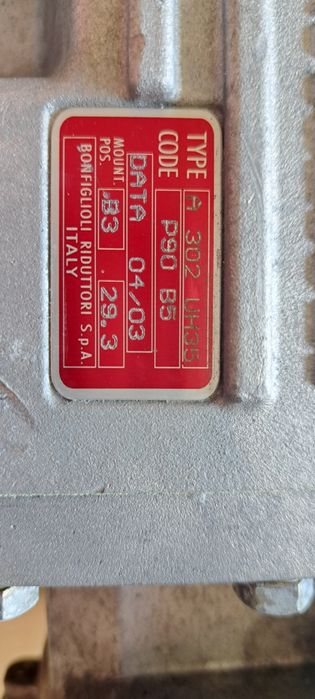 TYPE A 302 UH35
CODE P90 B5
DATA 04/03
MOUNT. POS. B3 29.3
BONFIGLIOLI RIDUTTORI S.p.A
ITALY